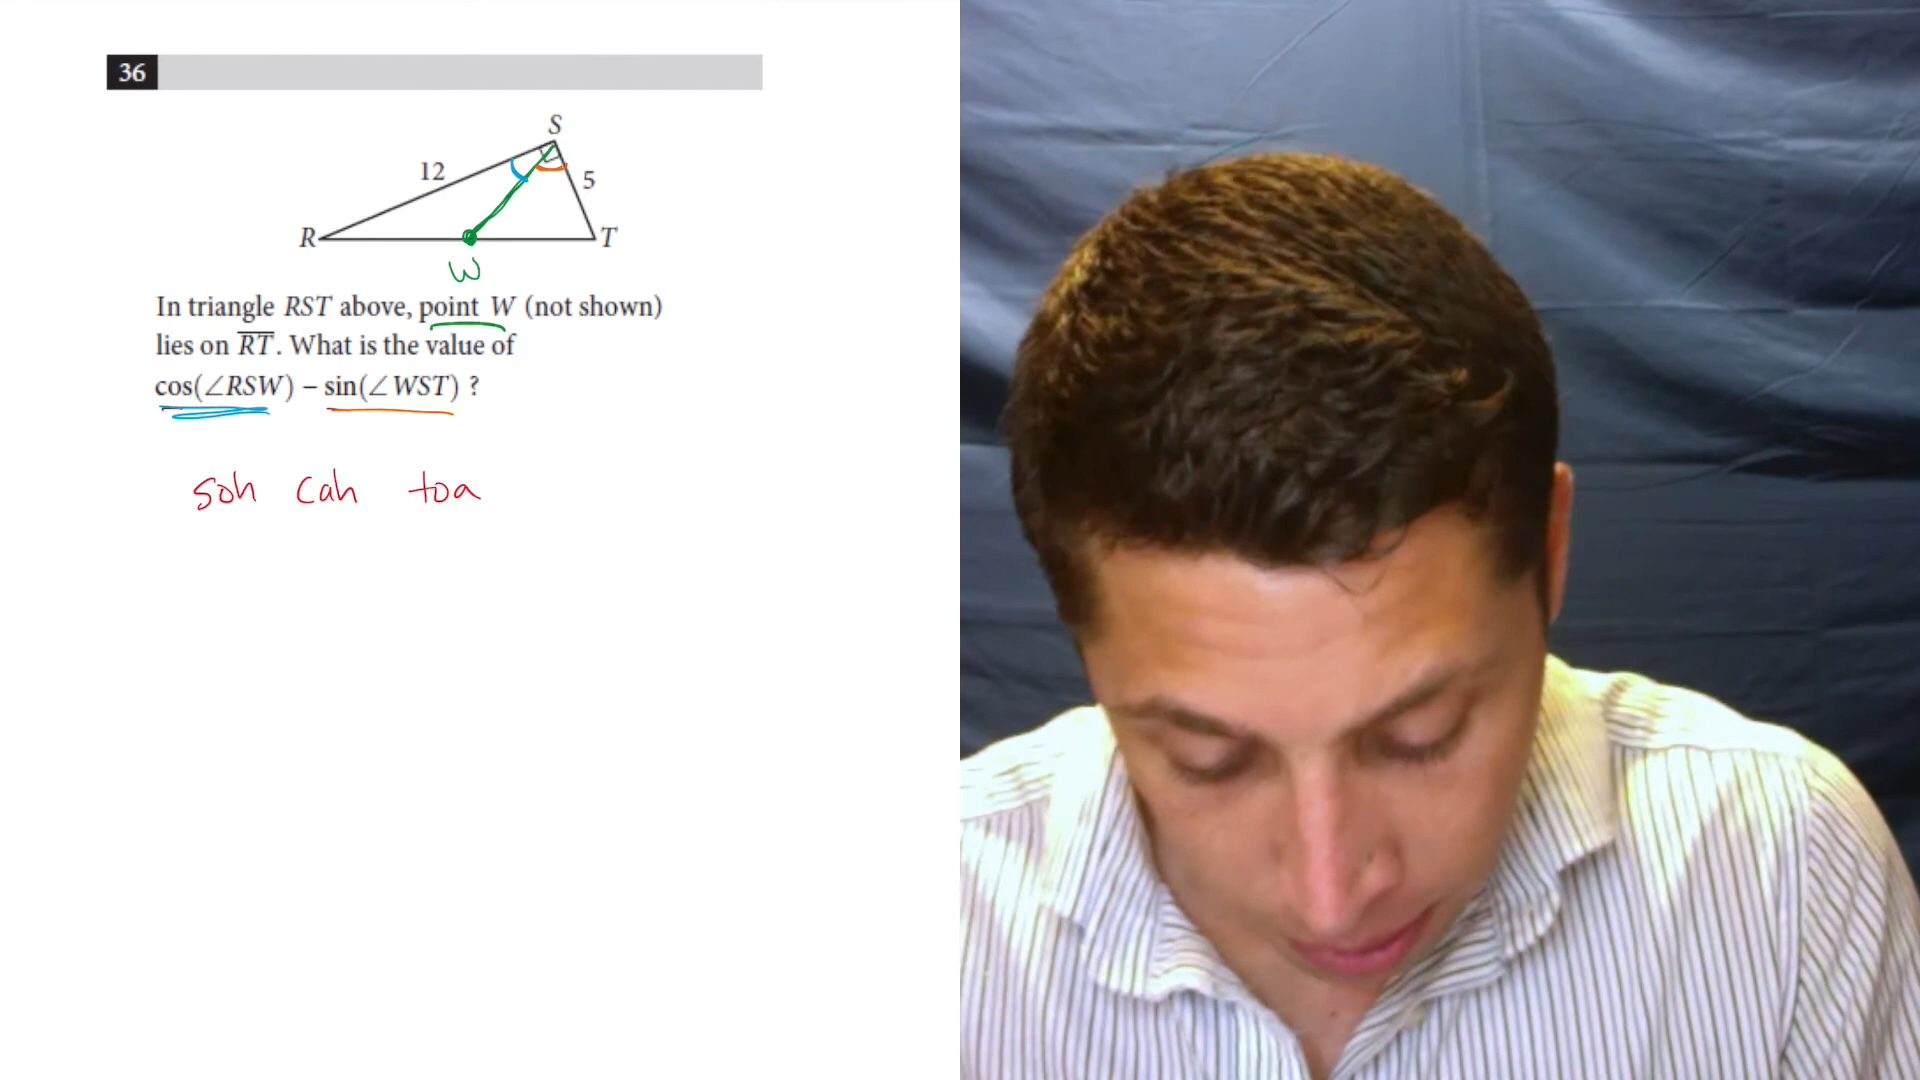 36
S
12
5
R
T
W
In triangle RST above, point W (not shown)
lies on RT. What is the value of
cos(∠RSW) – sin(∠WST) ?
soh cah toa